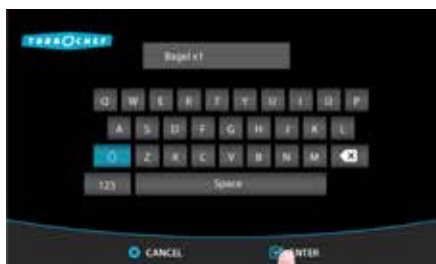 TURBOCHEF
Bagel x1
Q W E R T Y U I O P
A S D F G H J K L
Z X C V B N M
123 Space
CANCEL ENTER